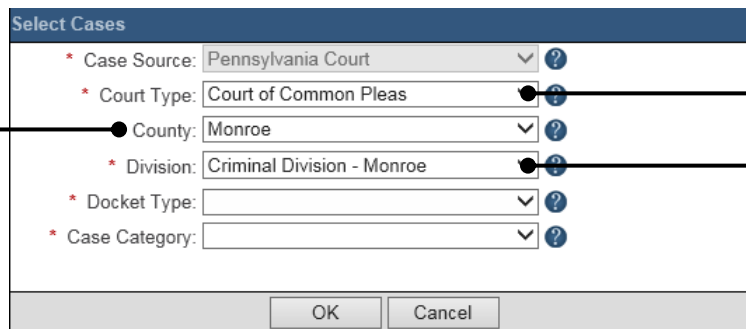 Select Cases
* Case Source: Pennsylvania Court ?
* Court Type: Court of Common Pleas ?
County: Monroe ?
* Division: Criminal Division - Monroe ?
* Docket Type: ?
* Case Category: ?
OK Cancel